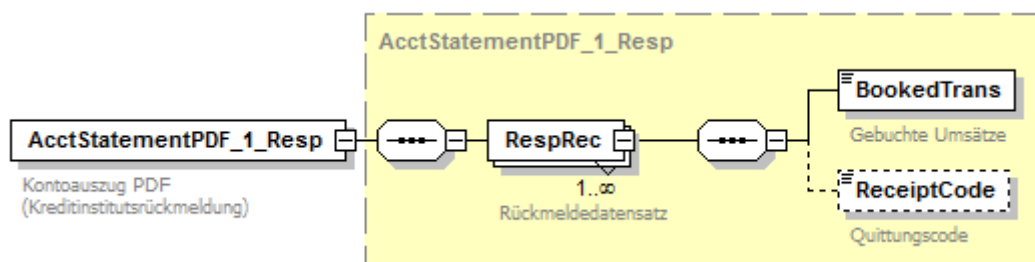 AcctStatementPDF_1_Resp
AcctStatementPDF_1_Resp
Kontoauszug PDF
(Kreditinstitutsrückmeldung)
RespRec
1..∞
Rückmeldedatensatz
BookedTrans
Gebuchte Umsätze
ReceiptCode
Quittungscode